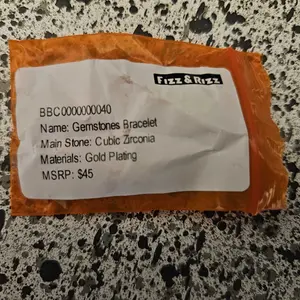 FIZZ & RIZZ
BBC0000000040
Name: Gemstones Bracelet
Main Stone: Cubic Zirconia
Materials: Gold Plating
MSRP: $45